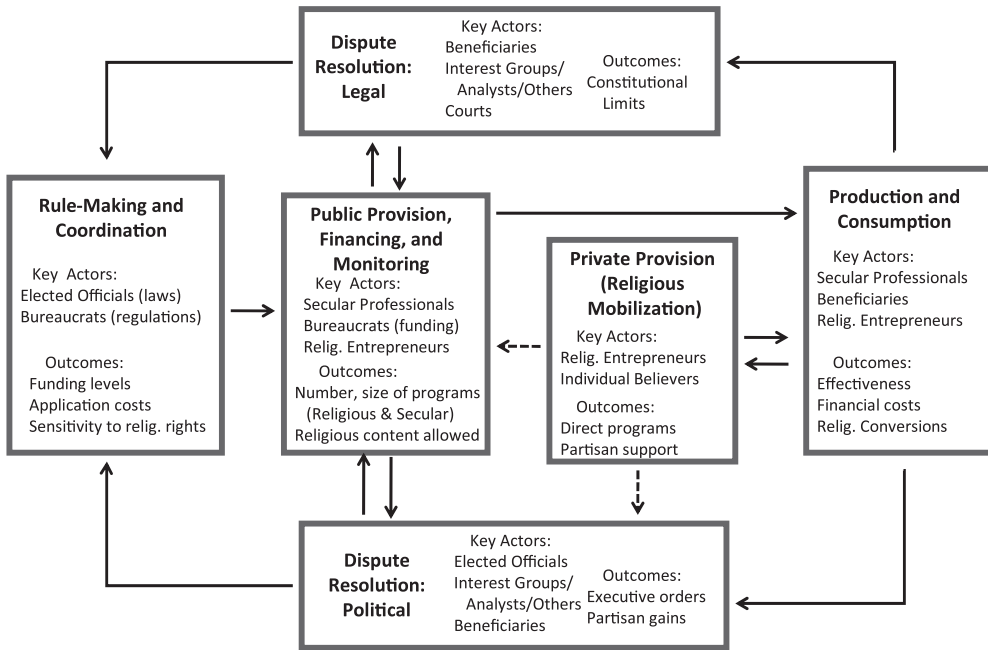 Dispute
Resolution:
Legal
Key Actors:
Beneficiaries
Interest Groups/
Analysts/Others
Courts
Outcomes:
Constitutional
Limits
Rule-Making and
Coordination
Key Actors:
Elected Officials (laws)
Bureaucrats (regulations)
Outcomes:
Funding levels
Application costs
Sensitivity to relig. rights
Public Provision,
Financing, and
Monitoring
Key Actors:
Secular Professionals
Bureaucrats (funding)
Relig. Entrepreneurs
Outcomes:
Number, size of programs
(Religious & Secular)
Religious content allowed
Private Provision
(Religious
Mobilization)
Key Actors:
Relig. Entrepreneurs
Individual Believers
Outcomes:
Direct programs
Partisan support
Production and
Consumption
Key Actors:
Secular Professionals
Beneficiaries
Relig. Entrepreneurs
Outcomes:
Effectiveness
Financial costs
Relig. Conversions
Dispute
Resolution:
Political
Key Actors:
Elected Officials
Interest Groups/
Analysts/Others
Beneficiaries
Outcomes:
Executive orders
Partisan gains